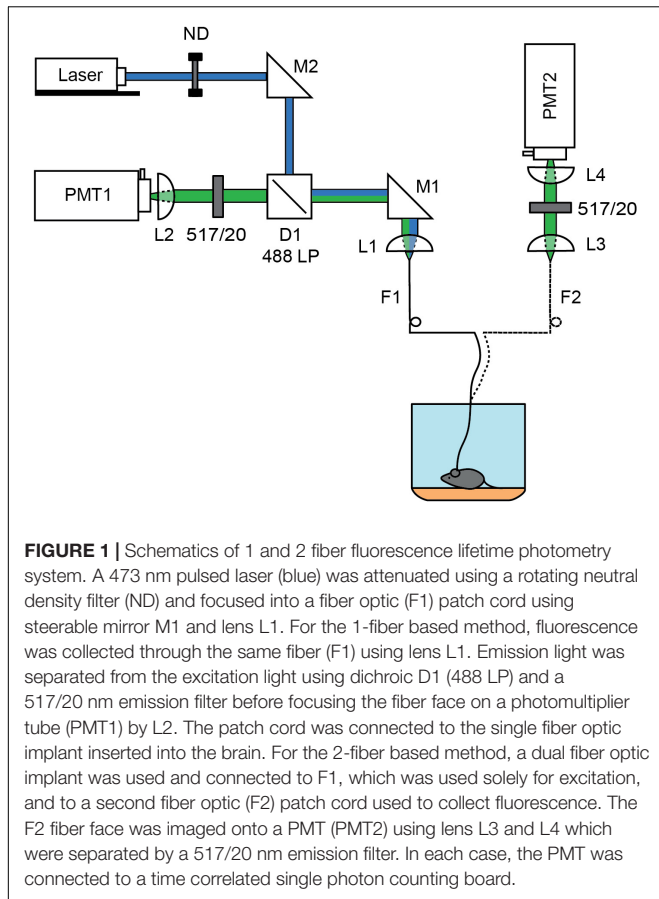 ND
M2
Laser
PMT2
PMT1
M1
L4
517/20
L2
517/20
D1
488 LP
L1
L3
F1
F2
FIGURE 1 | Schematics of 1 and 2 fiber fluorescence lifetime photometry
system. A 473 nm pulsed laser (blue) was attenuated using a rotating neutral
density filter (ND) and focused into a fiber optic (F1) patch cord using
steerable mirror M1 and lens L1. For the 1-fiber based method, fluorescence
was collected through the same fiber (F1) using lens L1. Emission light was
separated from the excitation light using dichroic D1 (488 LP) and a
517/20 nm emission filter before focusing the fiber face on a photomultiplier
tube (PMT1) by L2. The patch cord was connected to the single fiber optic
implant inserted into the brain. For the 2-fiber based method, a dual fiber optic
implant was used and connected to F1, which was used solely for excitation,
and to a second fiber optic (F2) patch cord used to collect fluorescence. The
F2 fiber face was imaged onto a PMT (PMT2) using lens L3 and L4 which
were separated by a 517/20 nm emission filter. In each case, the PMT was
connected to a time correlated single photon counting board.